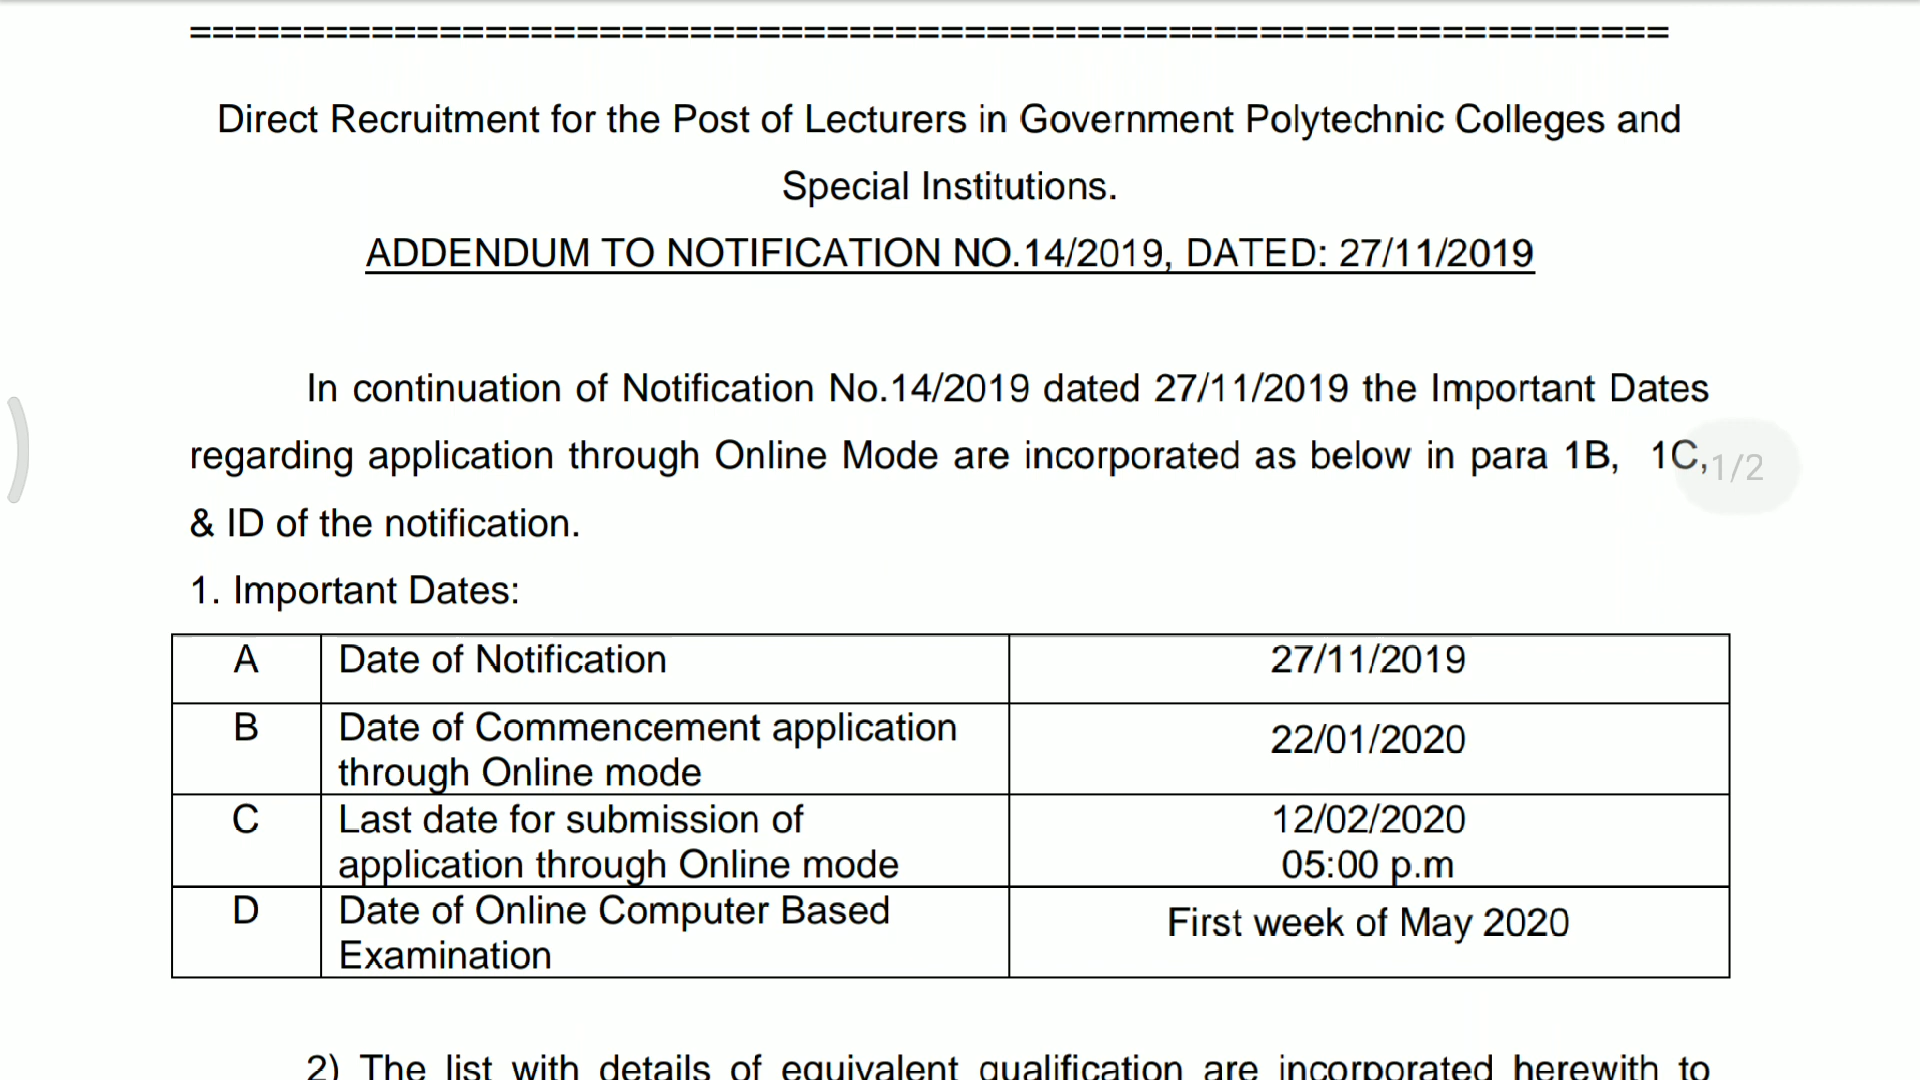 =================================================================
Direct Recruitment for the Post of Lecturers in Government Polytechnic Colleges and
Special Institutions.
ADDENDUM TO NOTIFICATION NO.14/2019, DATED: 27/11/2019
In continuation of Notification No.14/2019 dated 27/11/2019 the Important Dates
regarding application through Online Mode are incorporated as below in para 1B, 1C,
1/2
& ID of the notification.
1. Important Dates:
A Date of Notification 27/11/2019
B Date of Commencement application
through Online mode 22/01/2020
C Last date for submission of
application through Online mode 12/02/2020
05:00 p.m
D Date of Online Computer Based
Examination First week of May 2020
2) The list with details of equivalent qualification are incorporated herewith to